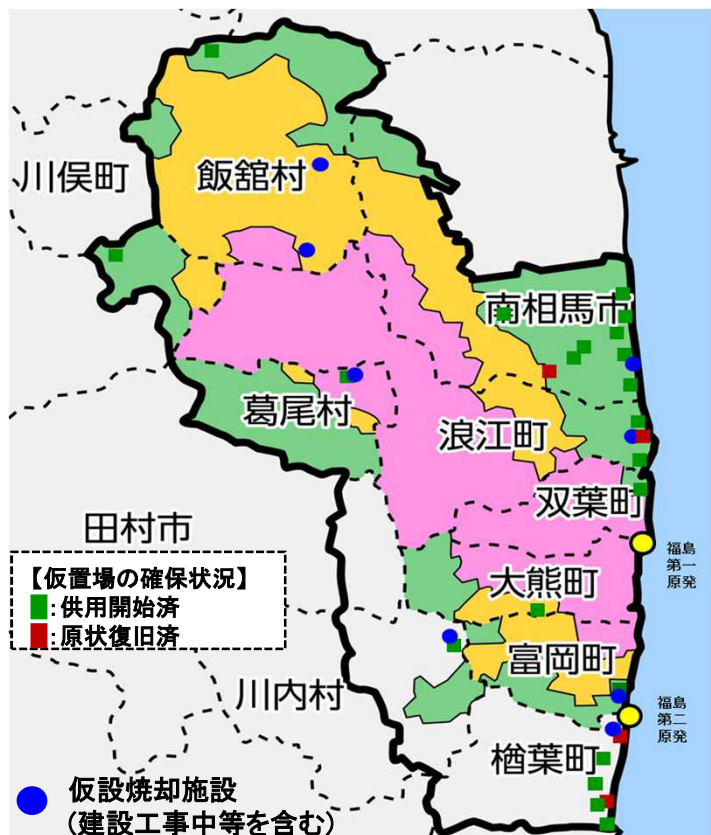 川俣町
飯舘村
南相馬市
葛尾村
浪江町
双葉町
田村市
福島
第一
原発
大熊町
【仮置場の確保状況】
:供用開始済
:原状復旧済
富岡町
川内村
福島
第二
原発
楢葉町
仮設焼却施設
(建設工事中等を含む)